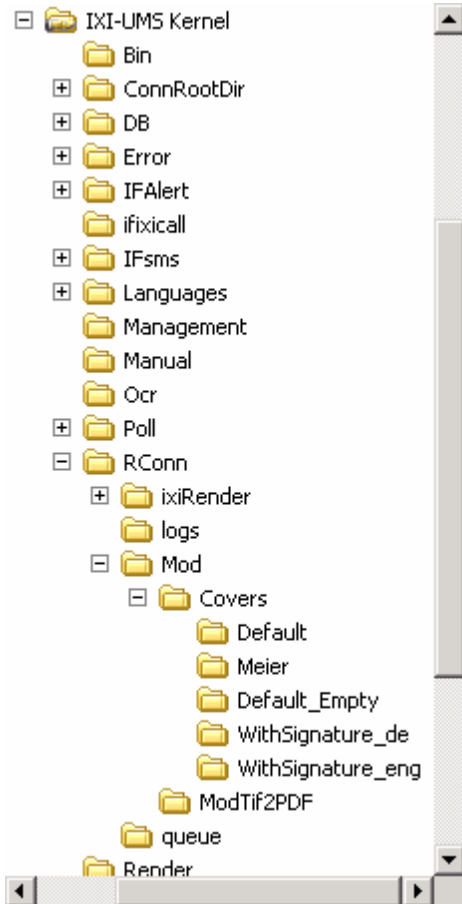 IXI-UMS Kernel
Bin
ConnRootDir
DB
Error
IFAlert
ifixicall
IFsms
Languages
Management
Manual
Ocr
Poll
RConn
ixiRender
logs
Mod
Covers
Default
Meier
Default_Empty
WithSignature_de
WithSignature_eng
ModTif2PDF
queue
Render